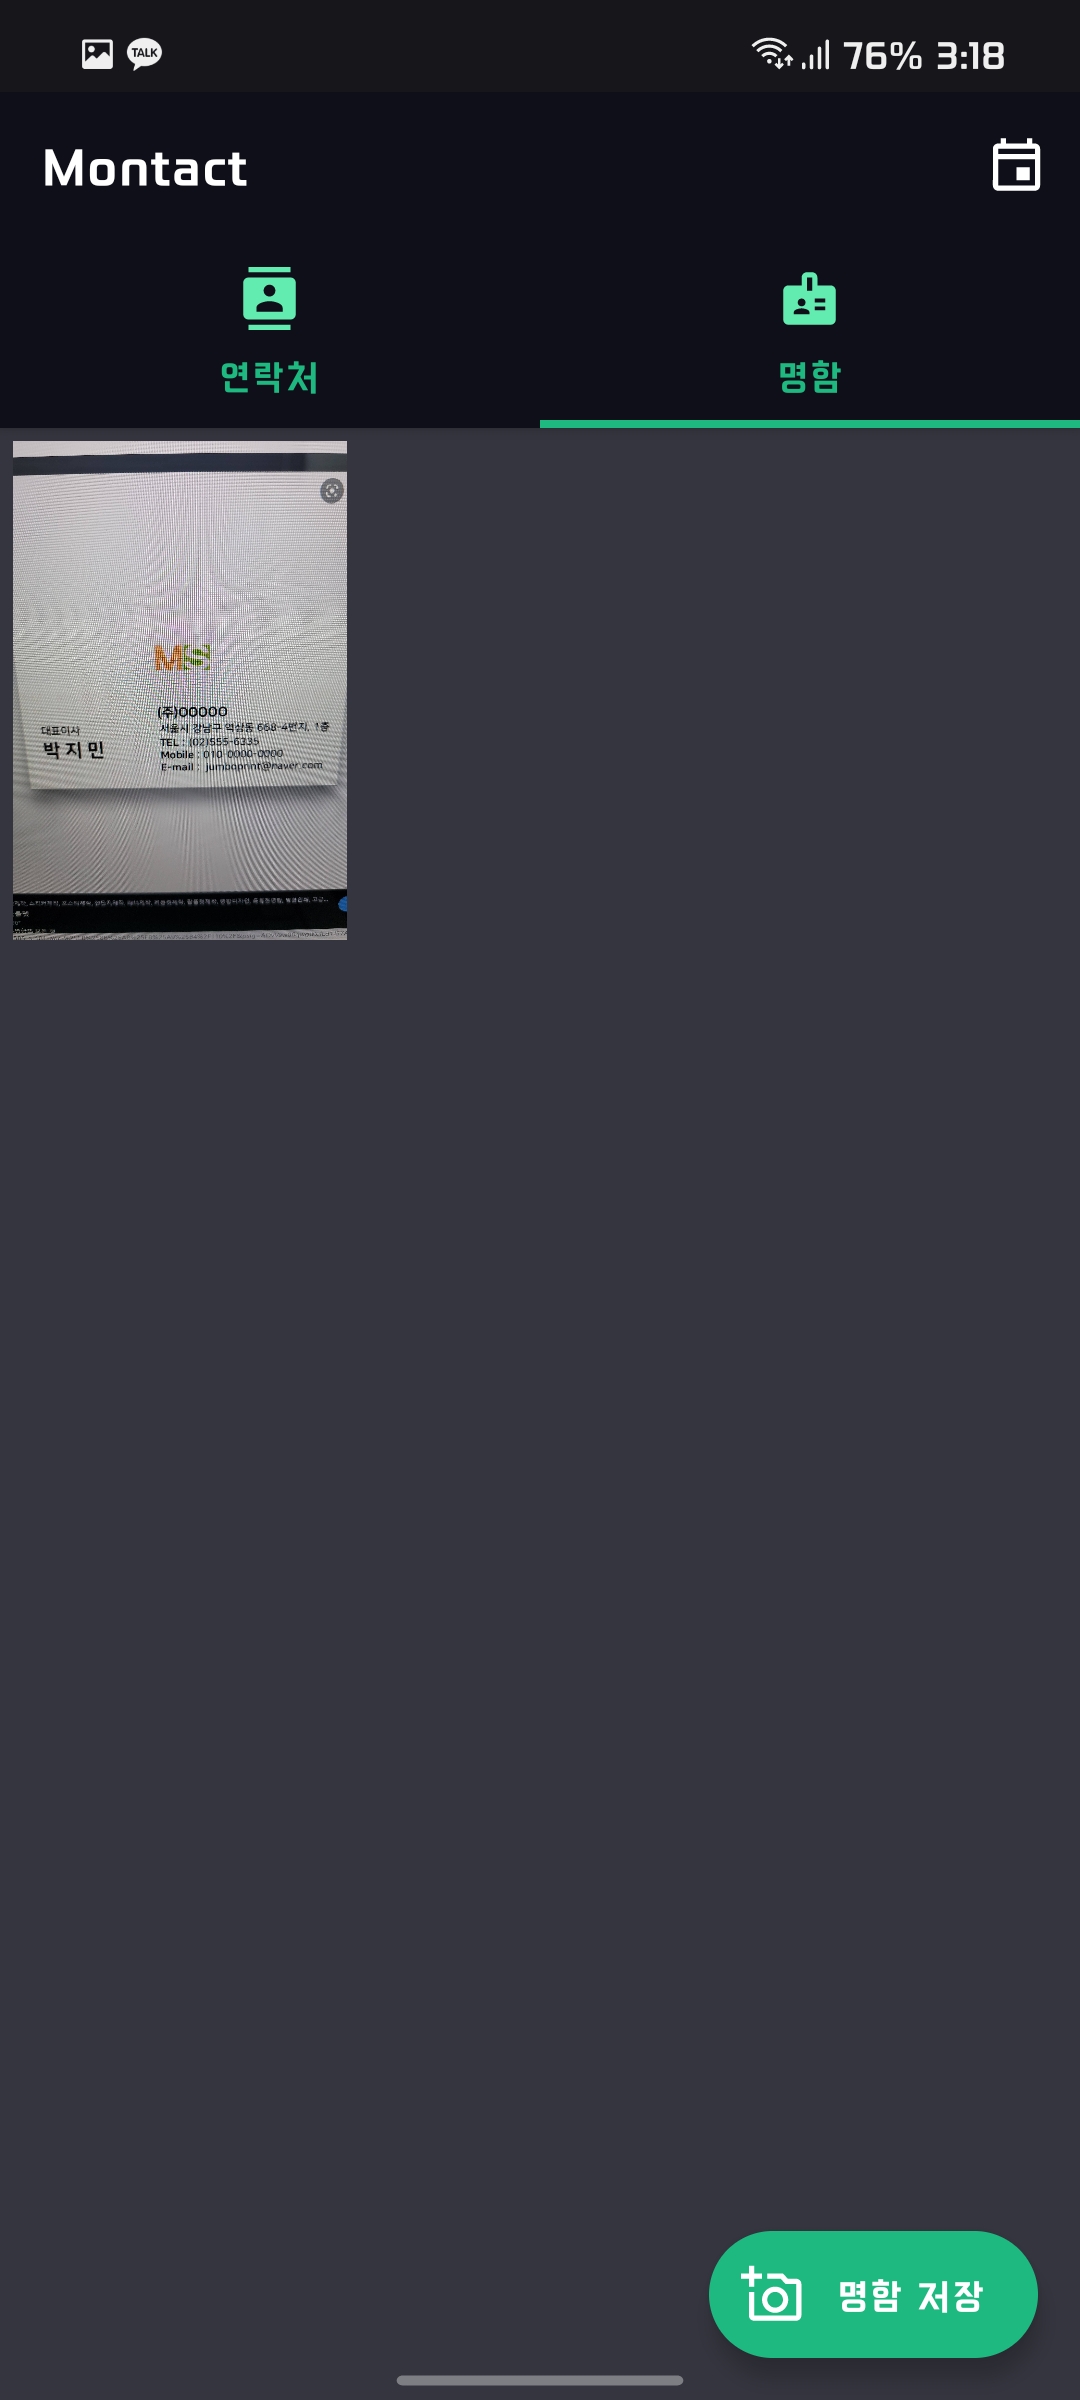 TALK
76% 3:18
Montact
연락처
명함
MS
(주)00000
서울시 강남구 역삼동 668-4번지, 1층
대표이사
TEL : (02)555-6335
박 지 민
Mobile : 010-0000-0000
E-mail : jumboprint@naver.com
명함 저장